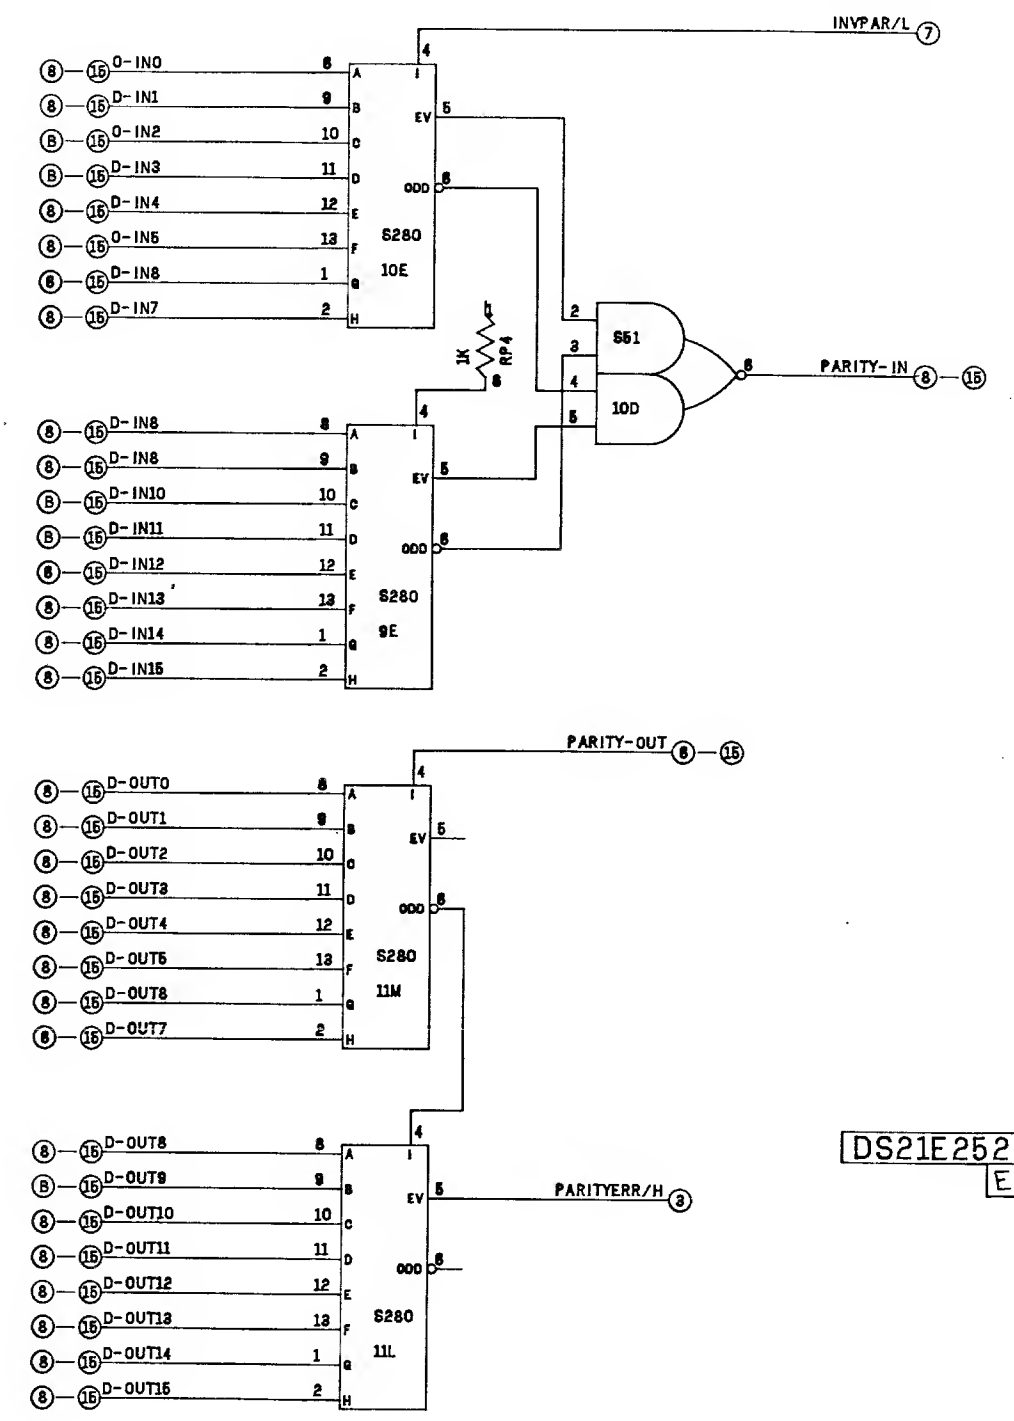 INVPAR/L 7
4
8 15 O-IN0 8 A I
8 15 D-IN1 9 B EV 5
B 15 O-IN2 10 C
B 15 D-IN3 11 D ODD 6
8 15 D-IN4 12 E
8 15 O-IN5 13 F S280
6 15 D-IN6 1 G 10E
8 15 D-IN7 2 H
1
1K RP4
8
2 S51
3
4 10D
5
6 PARITY-IN 8 15
4
8 15 D-IN8 8 A I
8 15 D-IN8 9 B EV 5
B 15 D-IN10 10 C
B 15 D-IN11 11 D ODD 6
6 15 D-IN12 12 E
8 15 D-IN13 13 F S280
8 15 D-IN14 1 G 9E
8 15 D-IN15 2 H
PARITY-OUT 8 15
4
8 15 D-OUT0 8 A I
8 15 D-OUT1 9 B EV 5
8 15 D-OUT2 10 C
8 15 D-OUT3 11 D ODD 6
8 15 D-OUT4 12 E
8 15 D-OUT5 13 F S280
8 15 D-OUT6 1 G 11M
8 15 D-OUT7 2 H
4
8 15 D-OUT8 8 A I
B 15 D-OUT9 9 B EV 5 PARITYERR/H 3
8 15 D-OUT10 10 C
8 15 D-OUT11 11 D ODD 6
8 15 D-OUT12 12 E
8 15 D-OUT13 13 F S280
8 15 D-OUT14 1 G 11L
8 15 D-OUT15 2 H
DS21E252
E